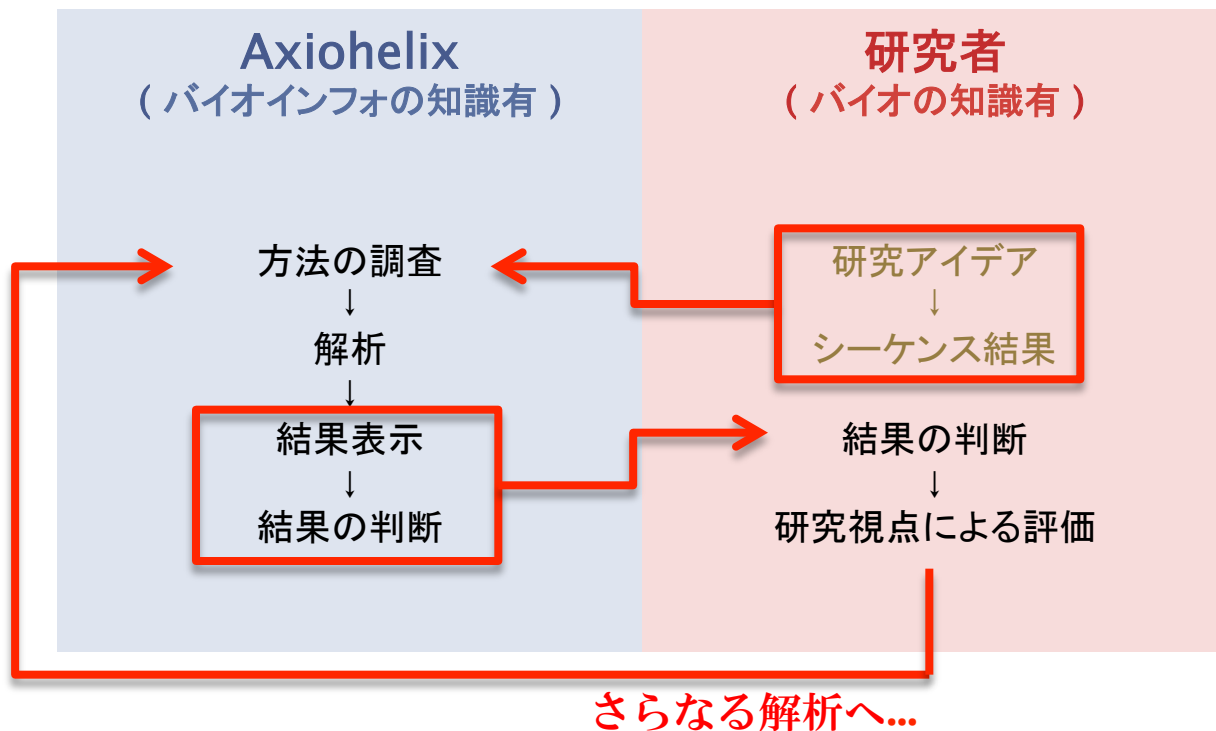 Axiohelix
( バイオインフォの知識有 )
方法の調査
↓
解析
↓
結果表示
↓
結果の判断
研究者
( バイオの知識有 )
研究アイデア
↓
シーケンス結果
結果の判断
↓
研究視点による評価
さらなる解析へ...